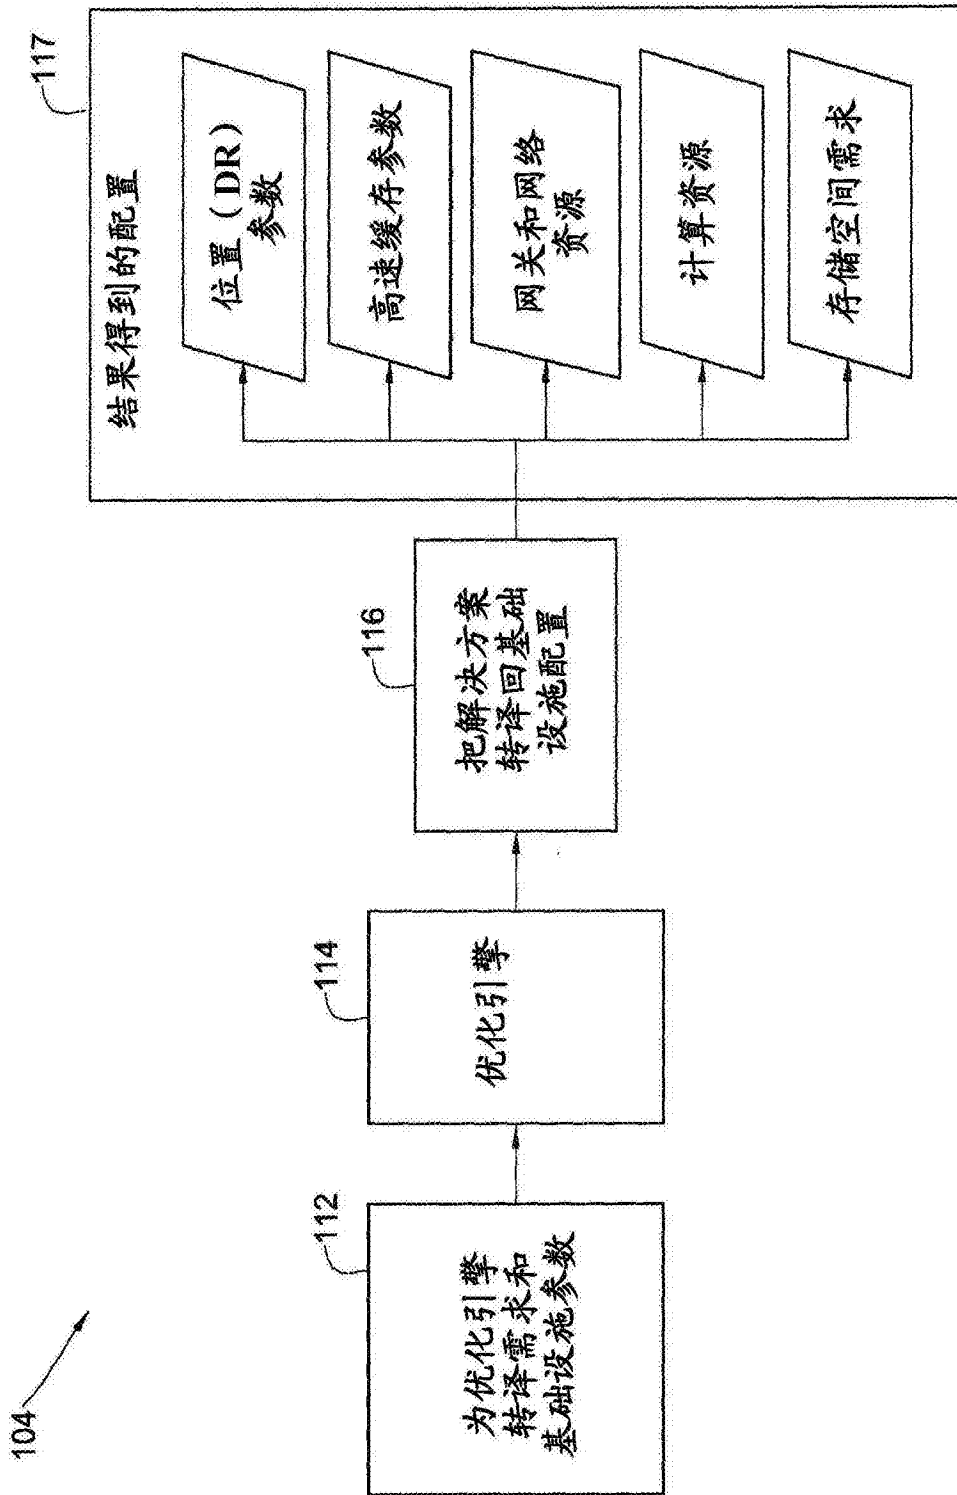 104
112
为优化引擎
转译需求和
基础设施参数
114
优化引擎
116
把解决方案
转译回基础
设施配置
117
结果得到的配置
位置（DR）
参数
高速缓存参数
网关和网络
资源
计算资源
存储空间需求